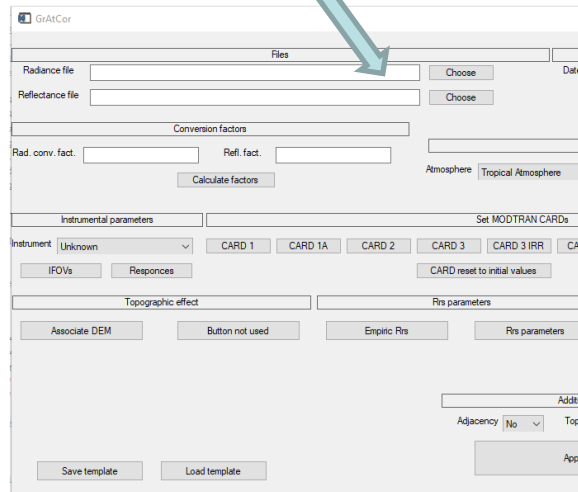 GrAtCor
Files
Radiance file Choose Date
Reflectance file Choose
Conversion factors
Rad. conv. fact. Refl. fact.
Atmosphere Tropical Atmosphere
Calculate factors
Instrumental parameters Set MODTRAN CARDs
Instrument Unknown CARD 1 CARD 1A CARD 2 CARD 3 CARD 3 IRR CA
IFOVs Responces CARD reset to initial values
Topographic effect Rrs parameters
Associate DEM Button not used Empiric Rrs Rrs parameters
Additi
Adjacency No Top
App
Save template Load template